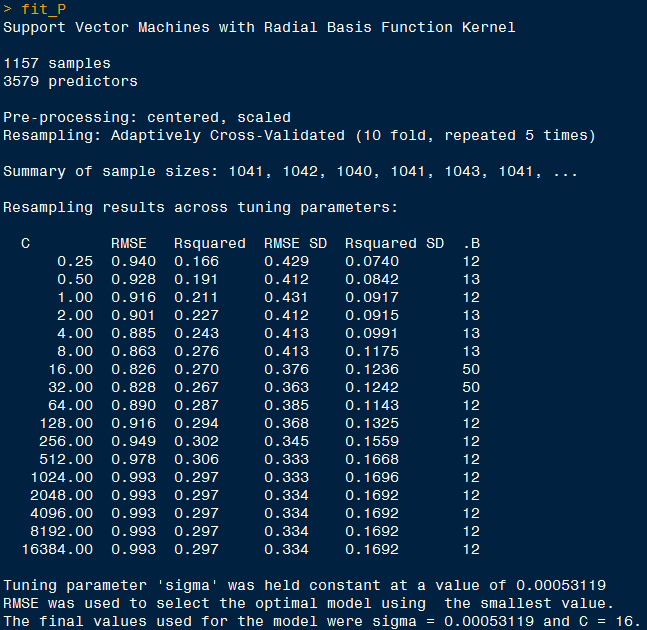 > fit_P
Support Vector Machines with Radial Basis Function Kernel
1157 samples
3579 predictors
Pre-processing: centered, scaled
Resampling: Adaptively Cross-Validated (10 fold, repeated 5 times)
Summary of sample sizes: 1041, 1042, 1040, 1041, 1043, 1041, ...
Resampling results across tuning parameters:
C RMSE Rsquared RMSE SD Rsquared SD .B
0.25 0.940 0.166 0.429 0.0740 12
0.50 0.928 0.191 0.412 0.0842 13
1.00 0.916 0.211 0.431 0.0917 12
2.00 0.901 0.227 0.412 0.0915 13
4.00 0.885 0.243 0.413 0.0991 13
8.00 0.863 0.276 0.413 0.1175 13
16.00 0.826 0.270 0.376 0.1236 50
32.00 0.828 0.267 0.363 0.1242 50
64.00 0.890 0.287 0.385 0.1143 12
128.00 0.916 0.294 0.368 0.1325 12
256.00 0.949 0.302 0.345 0.1559 12
512.00 0.978 0.306 0.333 0.1668 12
1024.00 0.993 0.297 0.333 0.1696 12
2048.00 0.993 0.297 0.334 0.1692 12
4096.00 0.993 0.297 0.334 0.1692 12
8192.00 0.993 0.297 0.334 0.1692 12
16384.00 0.993 0.297 0.334 0.1692 12
Tuning parameter 'sigma' was held constant at a value of 0.00053119
RMSE was used to select the optimal model using  the smallest value.
The final values used for the model were sigma = 0.00053119 and C = 16.